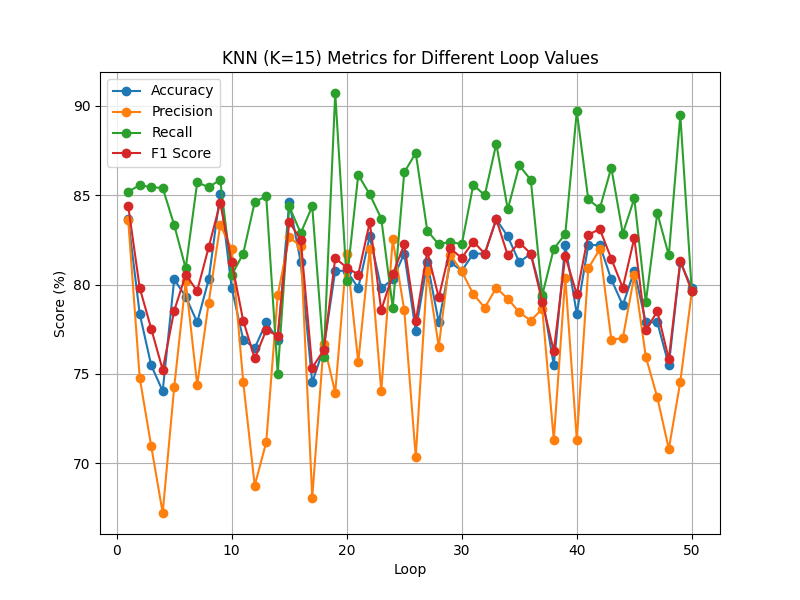 KNN (K=15) Metrics for Different Loop Values
Accuracy
Precision
Recall
F1 Score
Score (%)
90
85
80
75
70
0 10 20 30 40 50
Loop